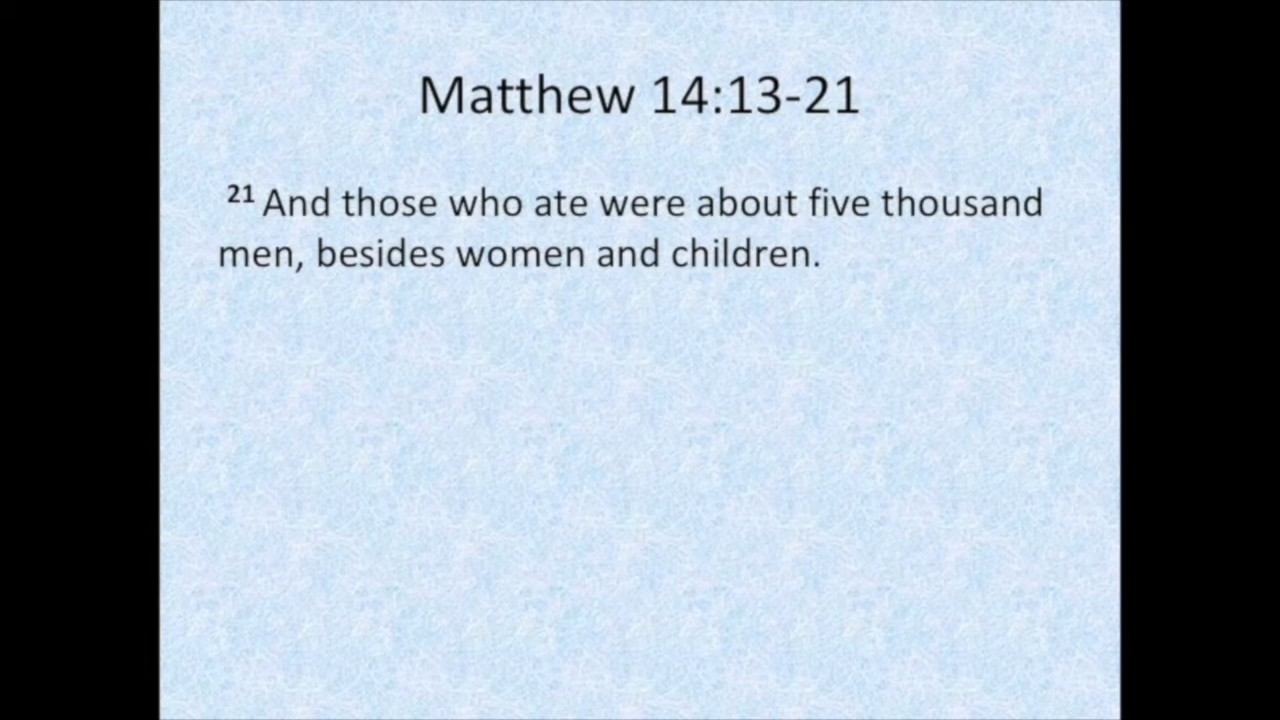 Matthew 14:13-21
21 And those who ate were about five thousand
men, besides women and children.